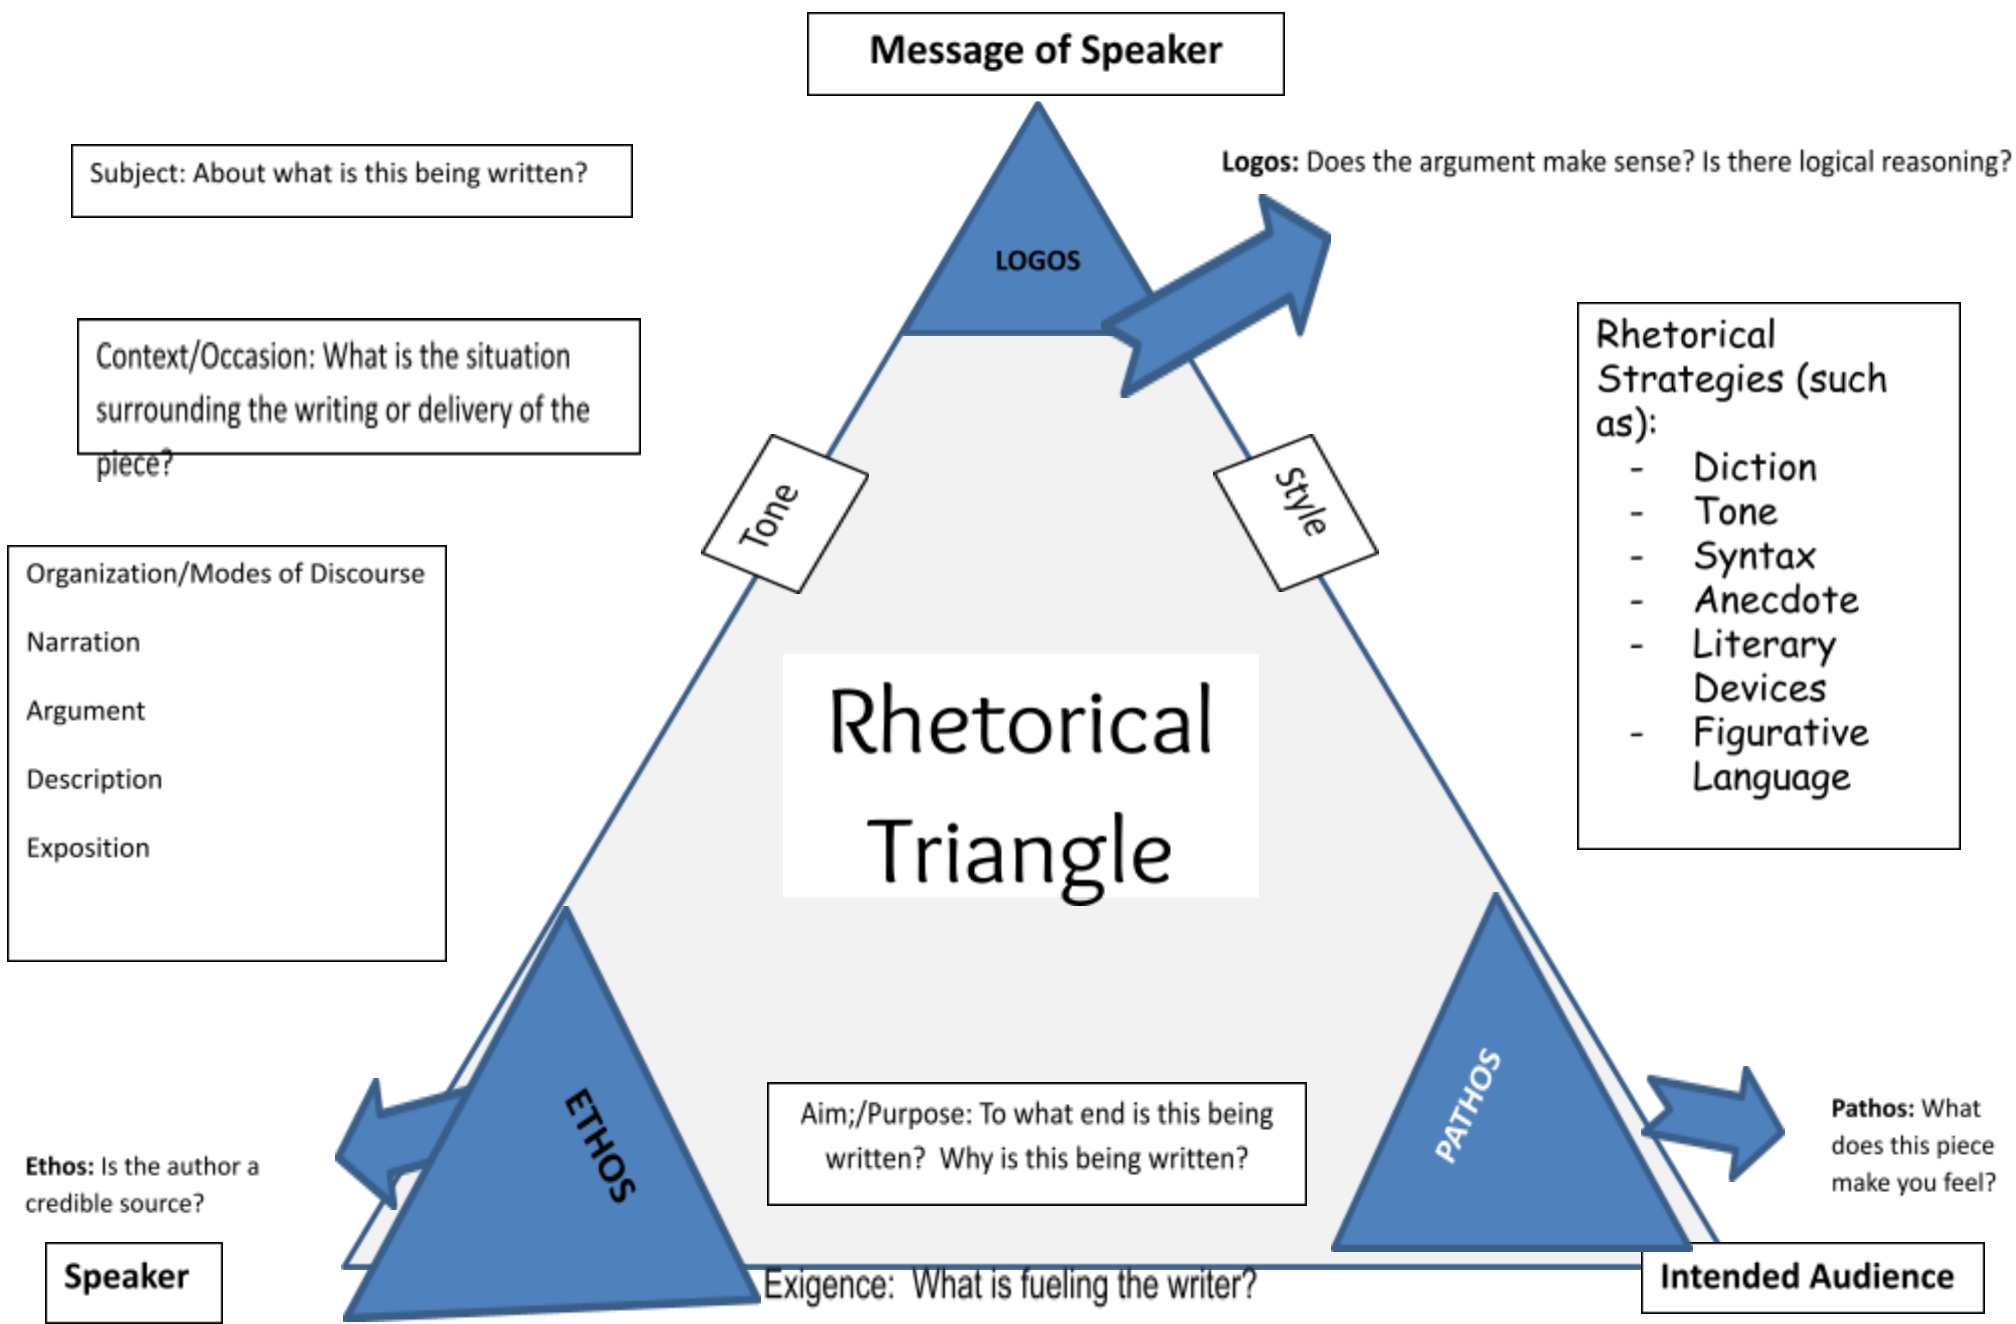 Message of Speaker
Subject: About what is this being written?
Logos: Does the argument make sense? Is there logical reasoning?
LOGOS
Context/Occasion: What is the situation
surrounding the writing or delivery of the
piece?
Rhetorical
Strategies (such
as):
- Diction
- Tone
- Syntax
- Anecdote
- Literary
Devices
- Figurative
Language
Tone
Style
Organization/Modes of Discourse
Narration
Argument
Description
Exposition
Rhetorical
Triangle
ETHOS
PATHOS
Aim;/Purpose: To what end is this being
written? Why is this being written?
Ethos: Is the author a
credible source?
Pathos: What
does this piece
make you feel?
Speaker
Exigence: What is fueling the writer?
Intended Audience